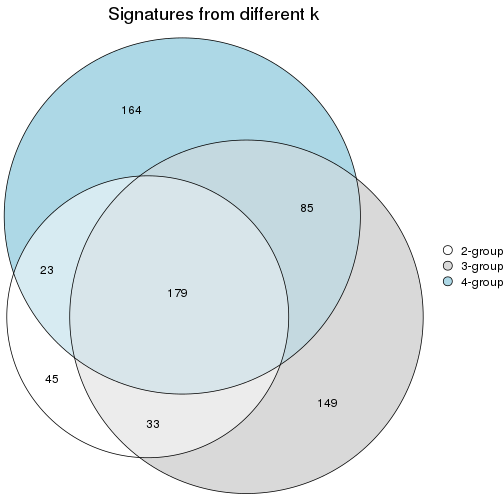 Signatures from different k
164
85
2-group
3-group
4-group
23
179
45
149
33